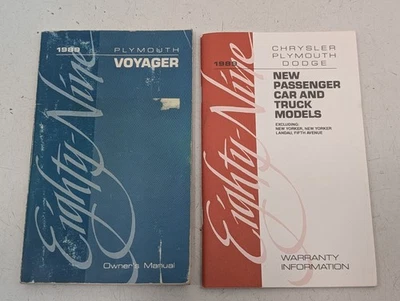 1989 PLYMOUTH
VOYAGER
Eighty-Nine
Owner's Manual
CHRYSLER
PLYMOUTH
1989 DODGE
NEW
PASSENGER
CAR AND
TRUCK
MODELS
EXCLUDING
NEW YORKER, NEW YORKER
LANDAU, FIFTH AVENUE
Eighty-Nine
WARRANTY
INFORMATION